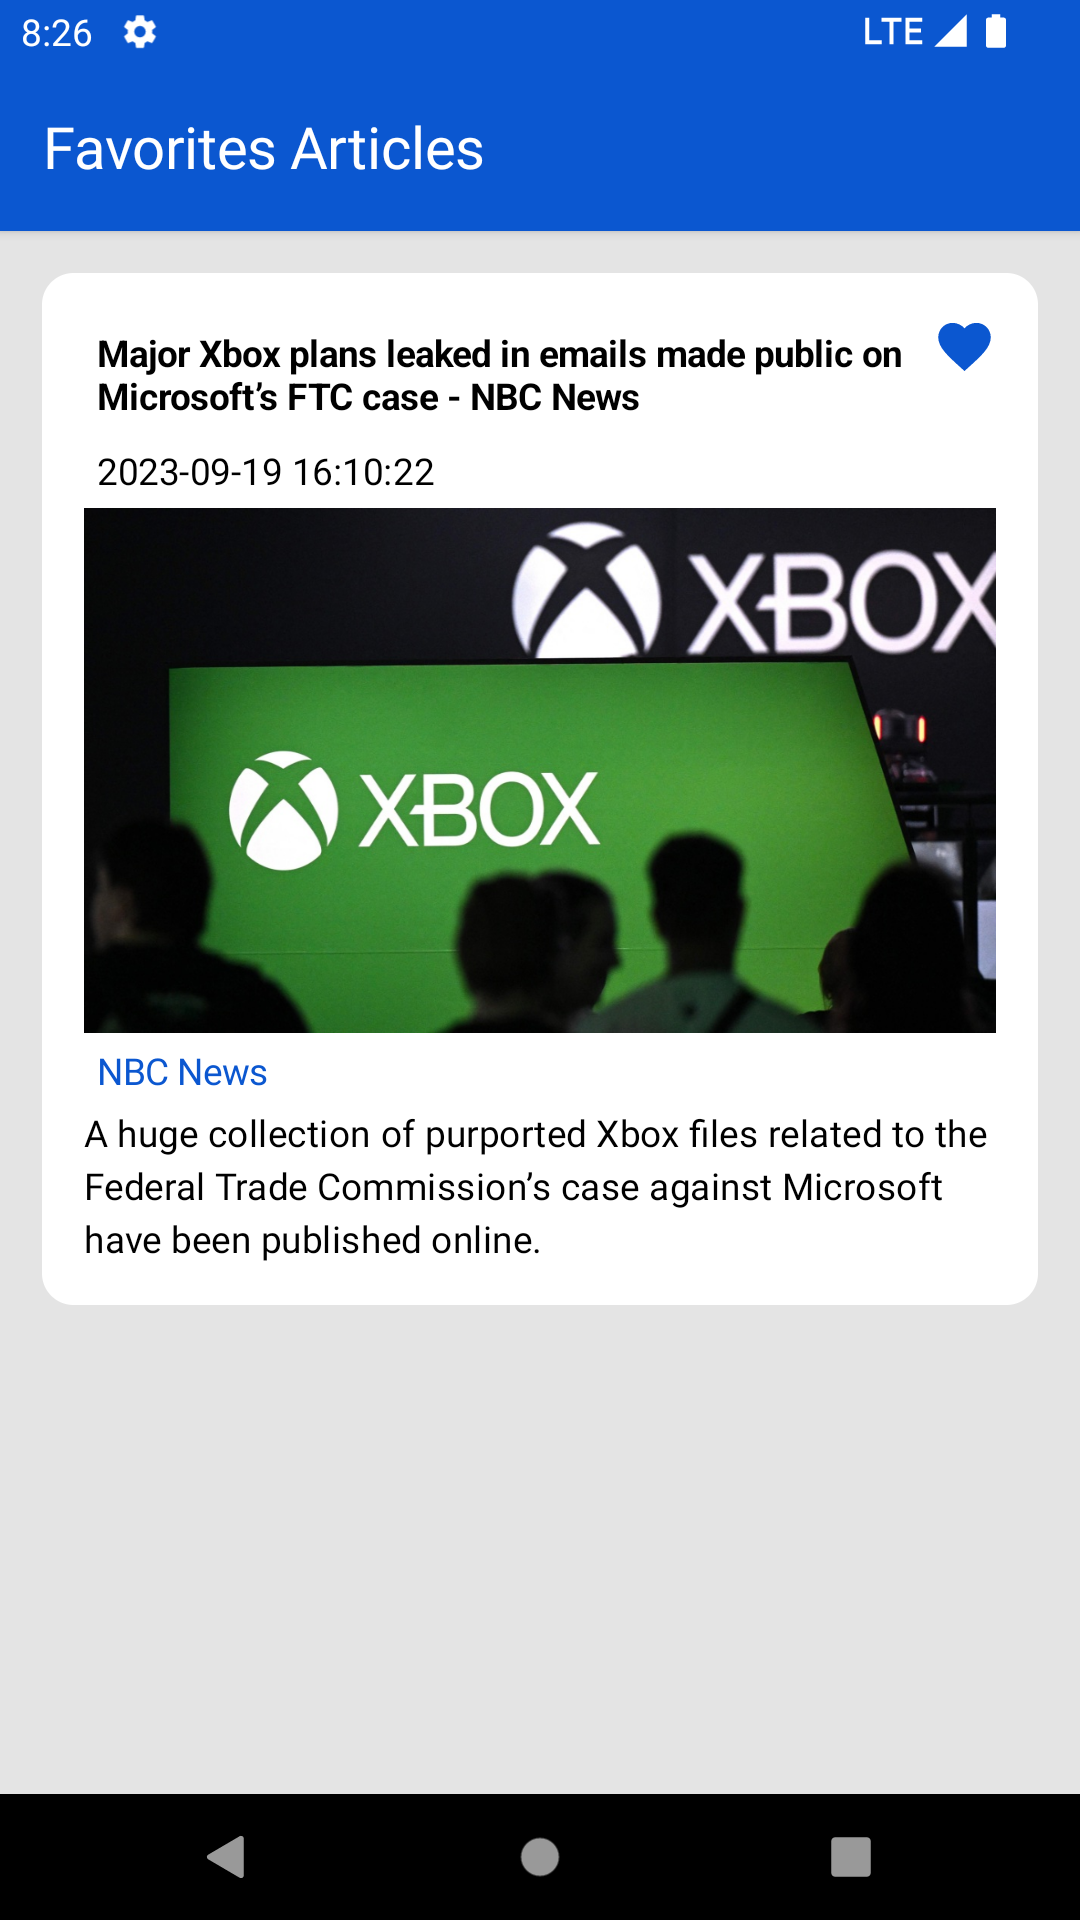 8:26
LTE
Favorites Articles
Major Xbox plans leaked in emails made public on
Microsoft’s FTC case - NBC News
2023-09-19 16:10:22
XBOX
XBOX
NBC News
A huge collection of purported Xbox files related to the
Federal Trade Commission’s case against Microsoft
have been published online.